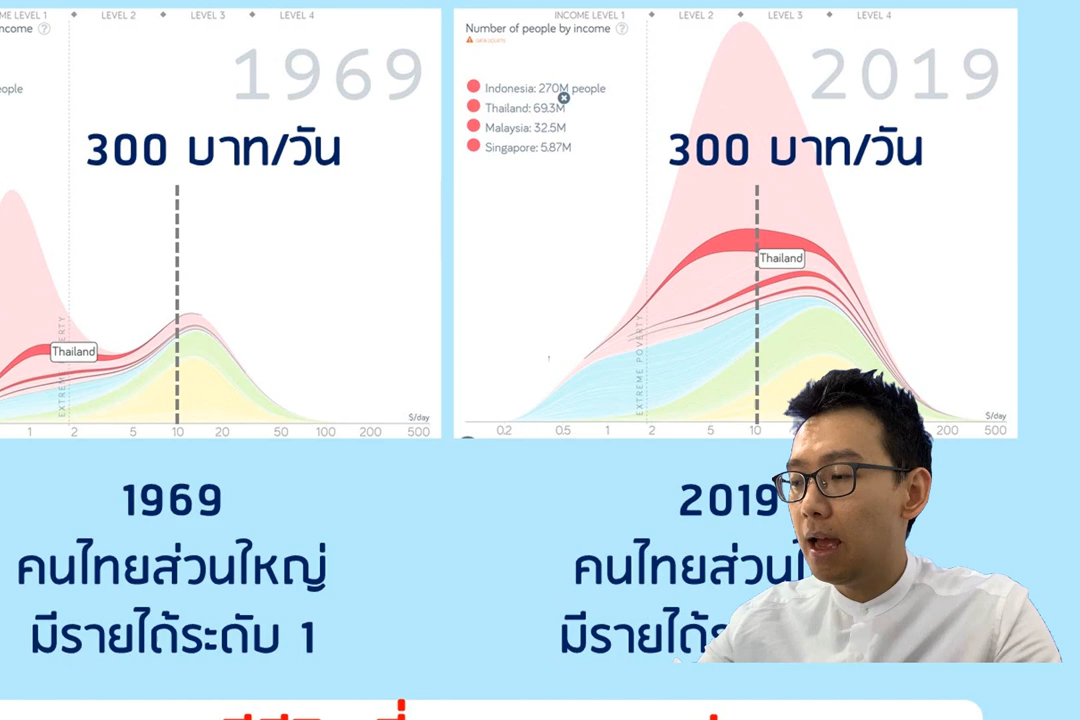 ME LEVEL 1 ◆ LEVEL 2 ◆ LEVEL 3 ◆ LEVEL 4
ncome ?
1969
eople
300 บาท/วัน
EXTREME POVERTY
Thailand
$/day
1 2 5 10 20 50 100 200 500
1969
คนไทยส่วนใหญ่
มีรายได้ระดับ 1
INCOME LEVEL 1 ◆ LEVEL 2 ◆ LEVEL 3 ◆ LEVEL 4
Number of people by income ?
2019
Indonesia: 270M people
Thailand: 69.3M
Malaysia: 32.5M
Singapore: 5.87M
300 บาท/วัน
Thailand
EXTREME POVERTY
$/day
0.2 0.5 1 2 5 10 200 500
2019
คนไทยส่วนใ
มีรายได้